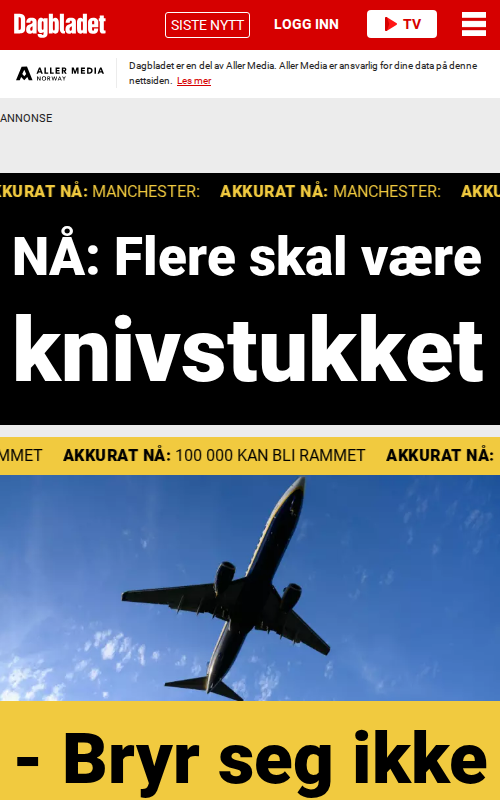 Dagbladet
SISTE NYTT
LOGG INN
TV
ALLER MEDIA
NORWAY
Dagbladet er en del av Aller Media. Aller Media er ansvarlig for dine data på denne
nettsiden. Les mer
ANNONSE
KURAT NÅ: MANCHESTER: AKKURAT NÅ: MANCHESTER: AKKU
NÅ: Flere skal være
knivstukket
MMET AKKURAT NÅ: 100 000 KAN BLI RAMMET AKKURAT NÅ:
- Bryr seg ikke